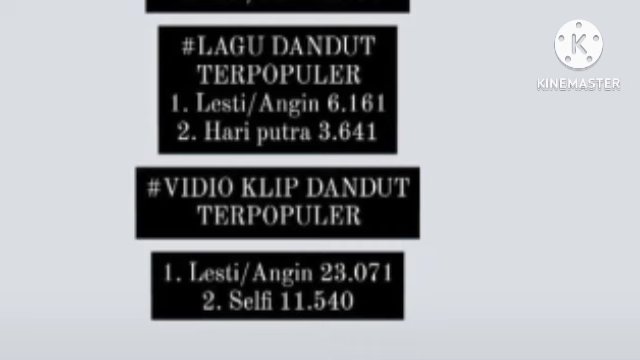 #LAGU DANDUT
TERPOPULER
1. Lesti/Angin 6.161
2. Hari putra 3.641
#VIDIO KLIP DANDUT
TERPOPULER
1. Lesti/Angin 23.071
2. Selfi 11.540
K
KINEMASTER